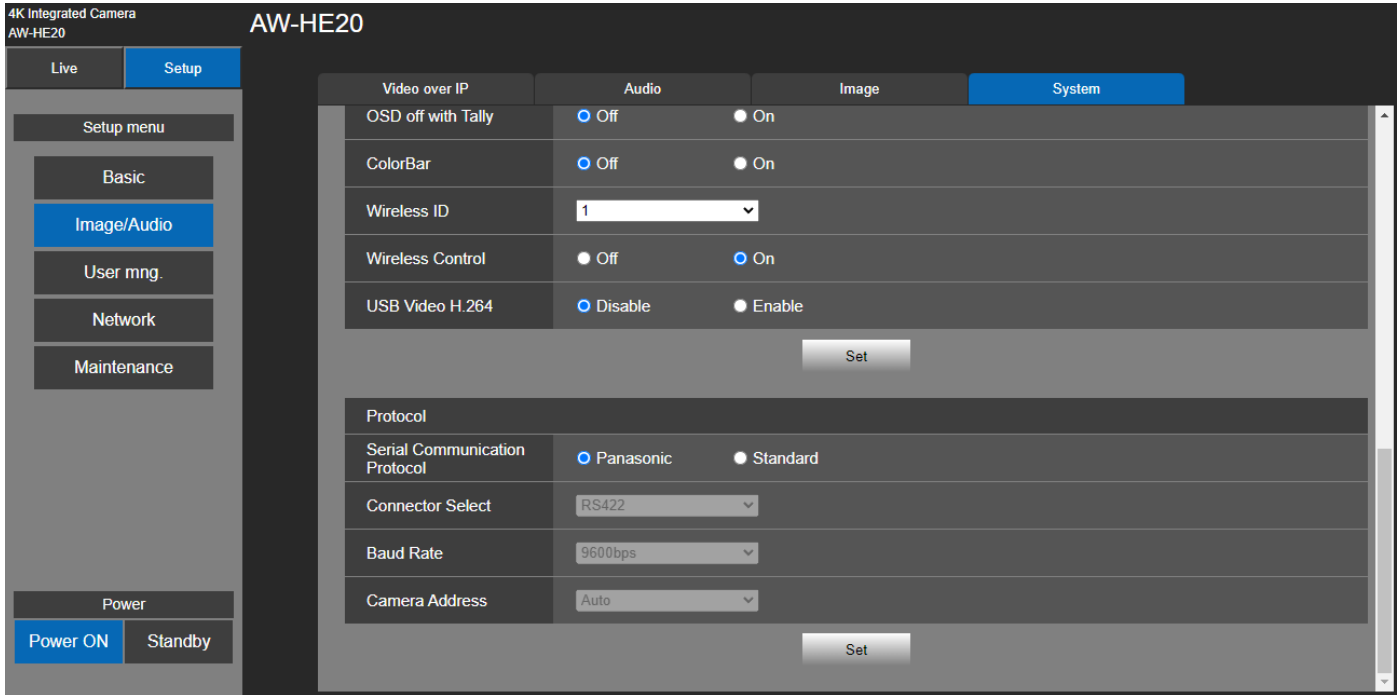 4K Integrated Camera
AW-HE20
AW-HE20
Live Setup
Setup menu
Basic
Image/Audio
User mng.
Network
Maintenance
Power
Power ON Standby
Video over IP Audio Image System
OSD off with Tally Off On
ColorBar Off On
Wireless ID 1
Wireless Control Off On
USB Video H.264 Disable Enable
Set
Protocol
Serial Communication
Protocol Panasonic Standard
Connector Select RS422
Baud Rate 9600bps
Camera Address Auto
Set